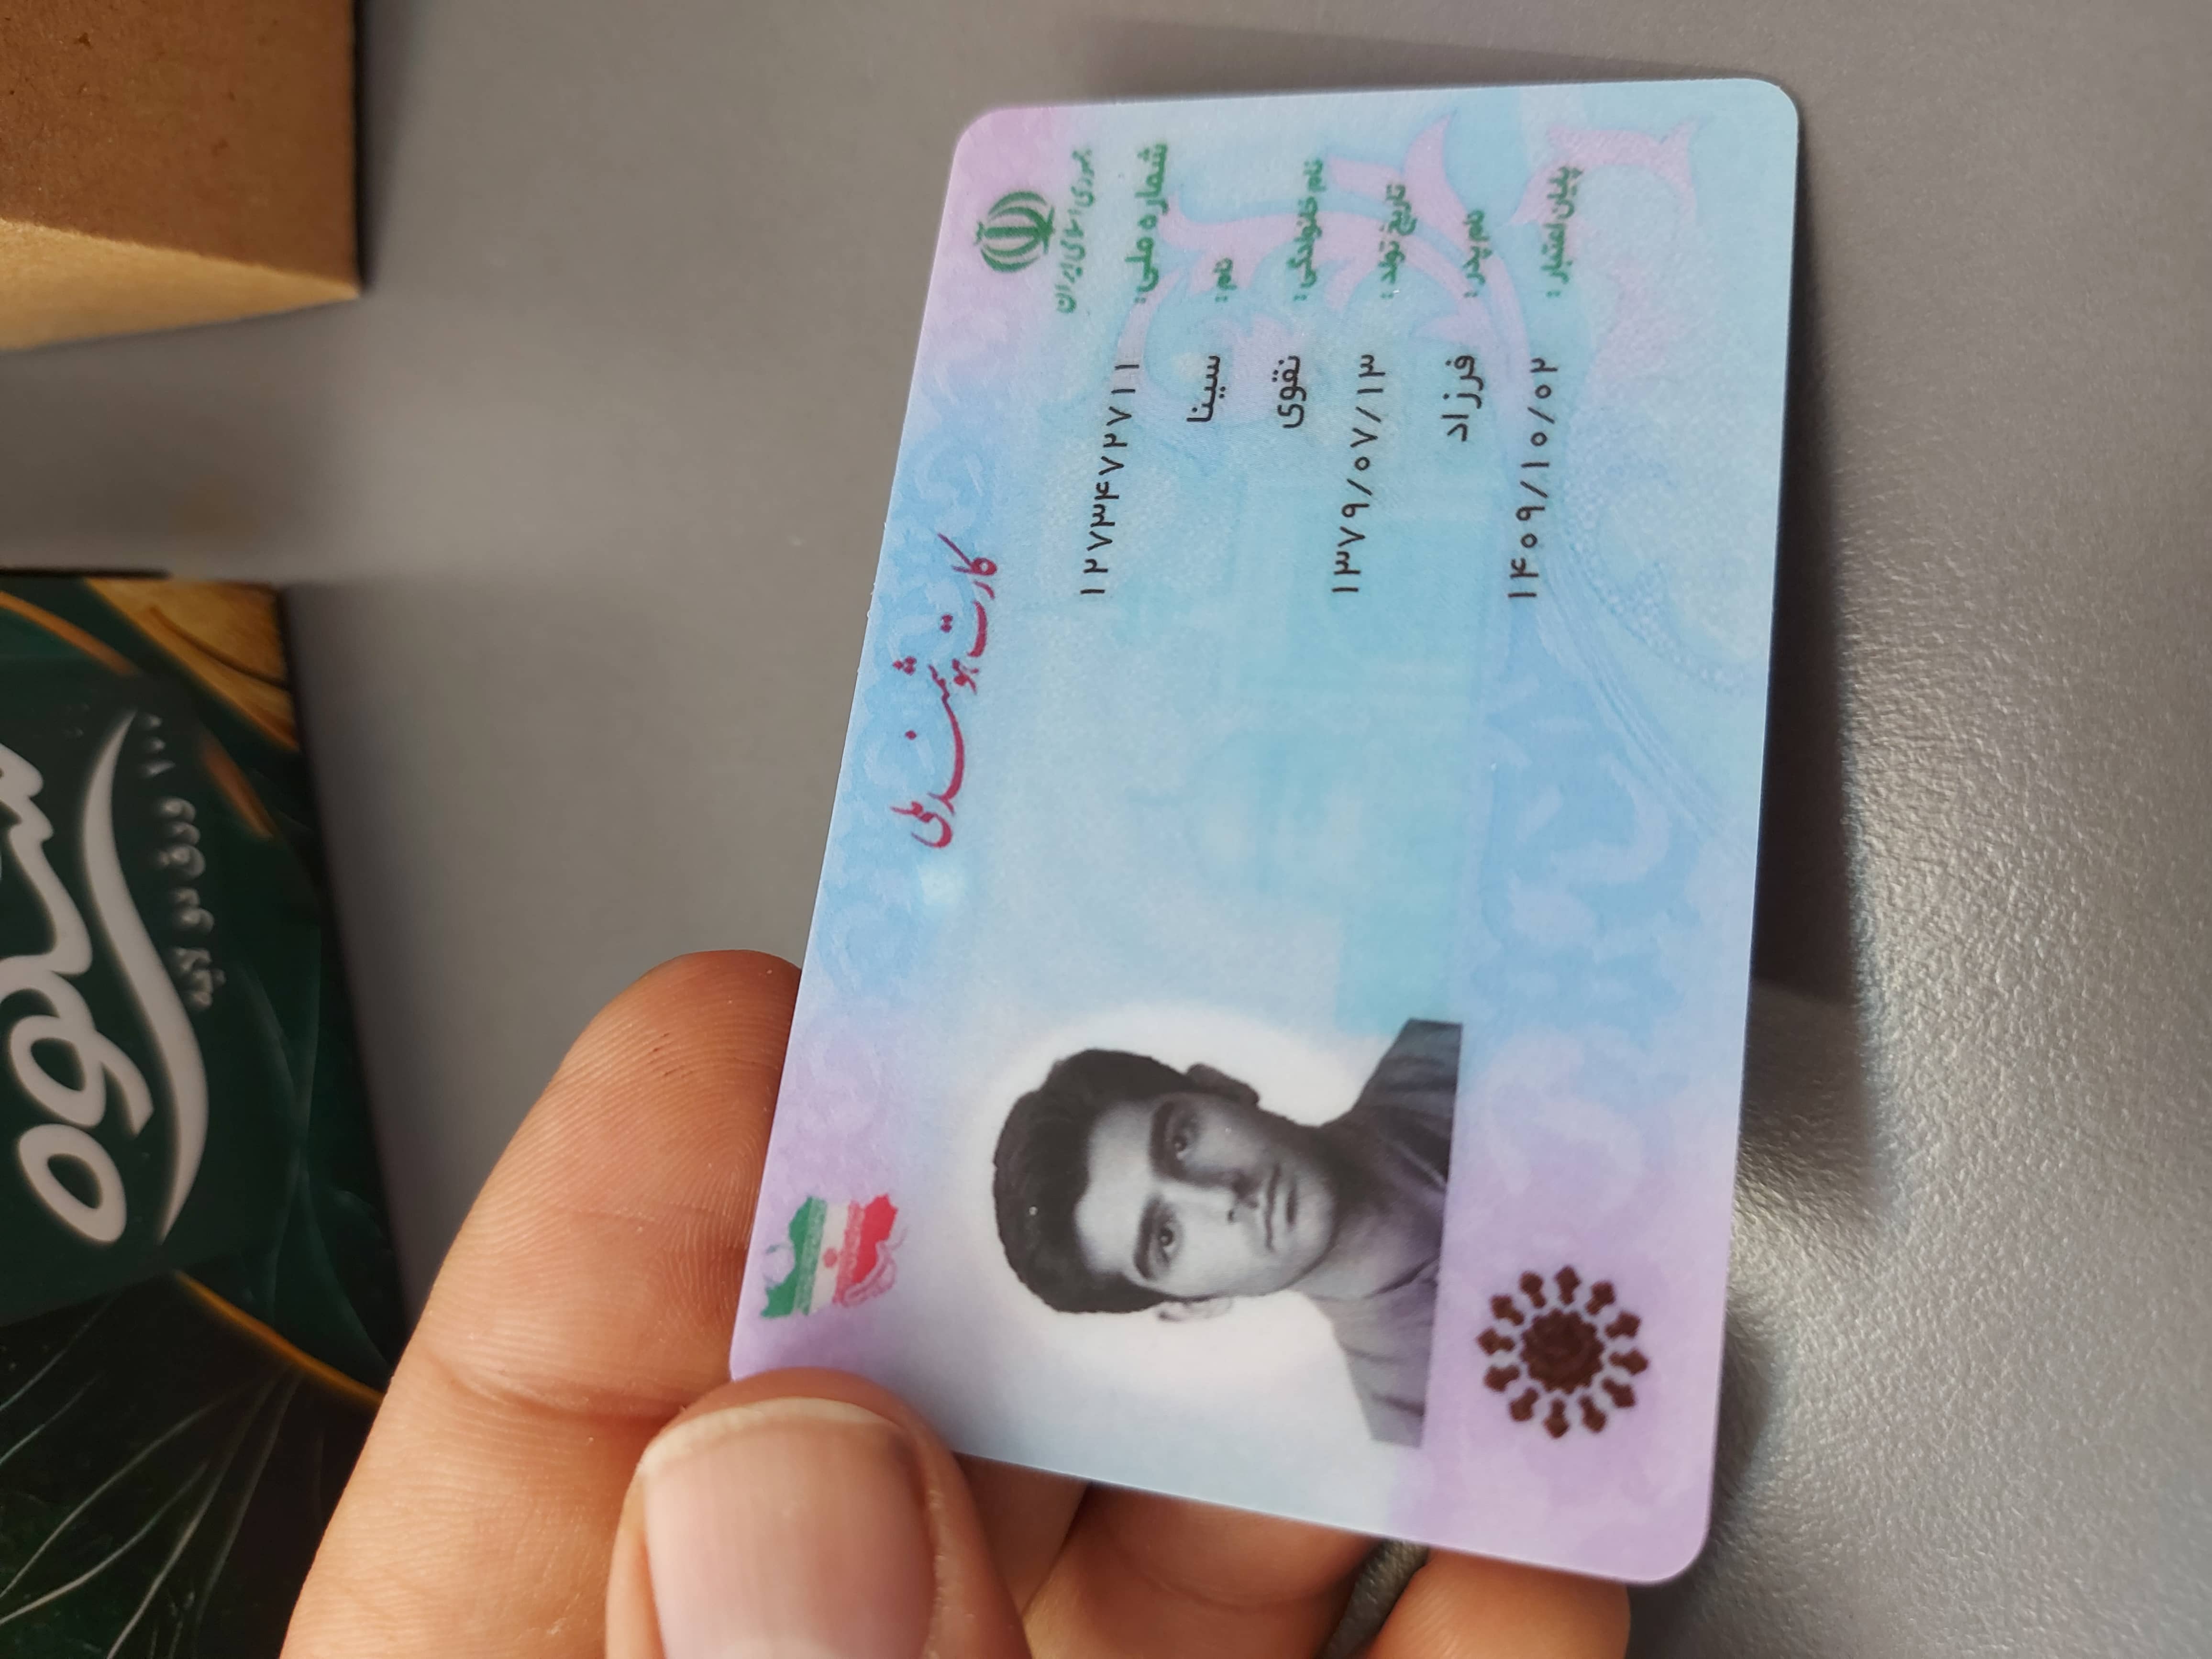 جمهوری اسلامی ایران
کارت هوشمند ملی
شماره ملی: ۱۲۷۳۴۷۲۷۱۱
نام: سینا
نام خانوادگی: نقوی
تاریخ تولد: ۱۳۷۹/۰۷/۱۳
نام پدر: فرزاد
پایان اعتبار: ۱۴۰۹/۱۰/۰۲
۱۰۰ ورق دو لایه